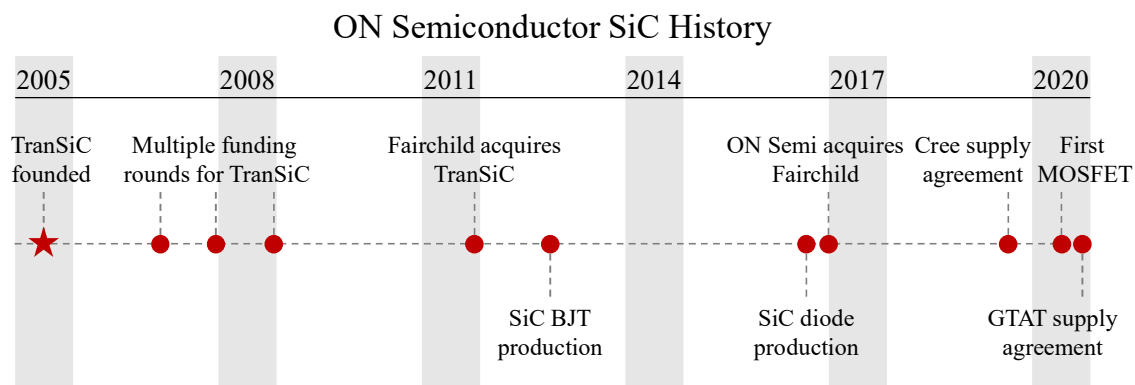 ON Semiconductor SiC History
2005 2008 2011 2014 2017 2020
TranSiC
founded
Multiple funding
rounds for TranSiC
Fairchild acquires
TranSiC
ON Semi acquires
Fairchild
Cree supply
agreement
First
MOSFET
SiC BJT
production
SiC diode
production
GTAT supply
agreement